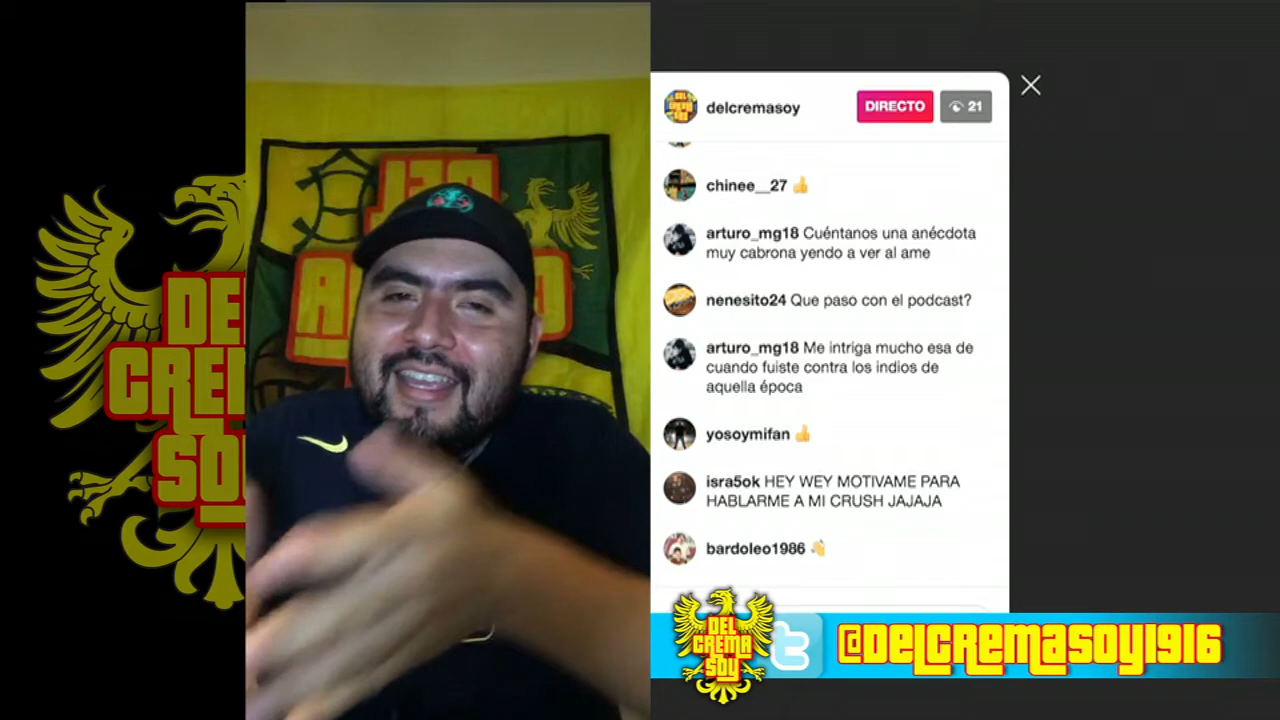 DEL
CREMA
SOY
delcremasoy
DIRECTO
21
chinee__27 👍
arturo_mg18 Cuéntanos una anécdota
muy cabrona yendo a ver al ame
nenesito24 Que paso con el podcast?
arturo_mg18 Me intriga mucho esa de
cuando fuiste contra los indios de
aquella época
yosoymifan 👍
isra5ok HEY WEY MOTIVAME PARA
HABLARME A MI CRUSH JAJAJA
bardoleo1986 👋
DEL
CREMA
SOY
@DELCREMASOY1916